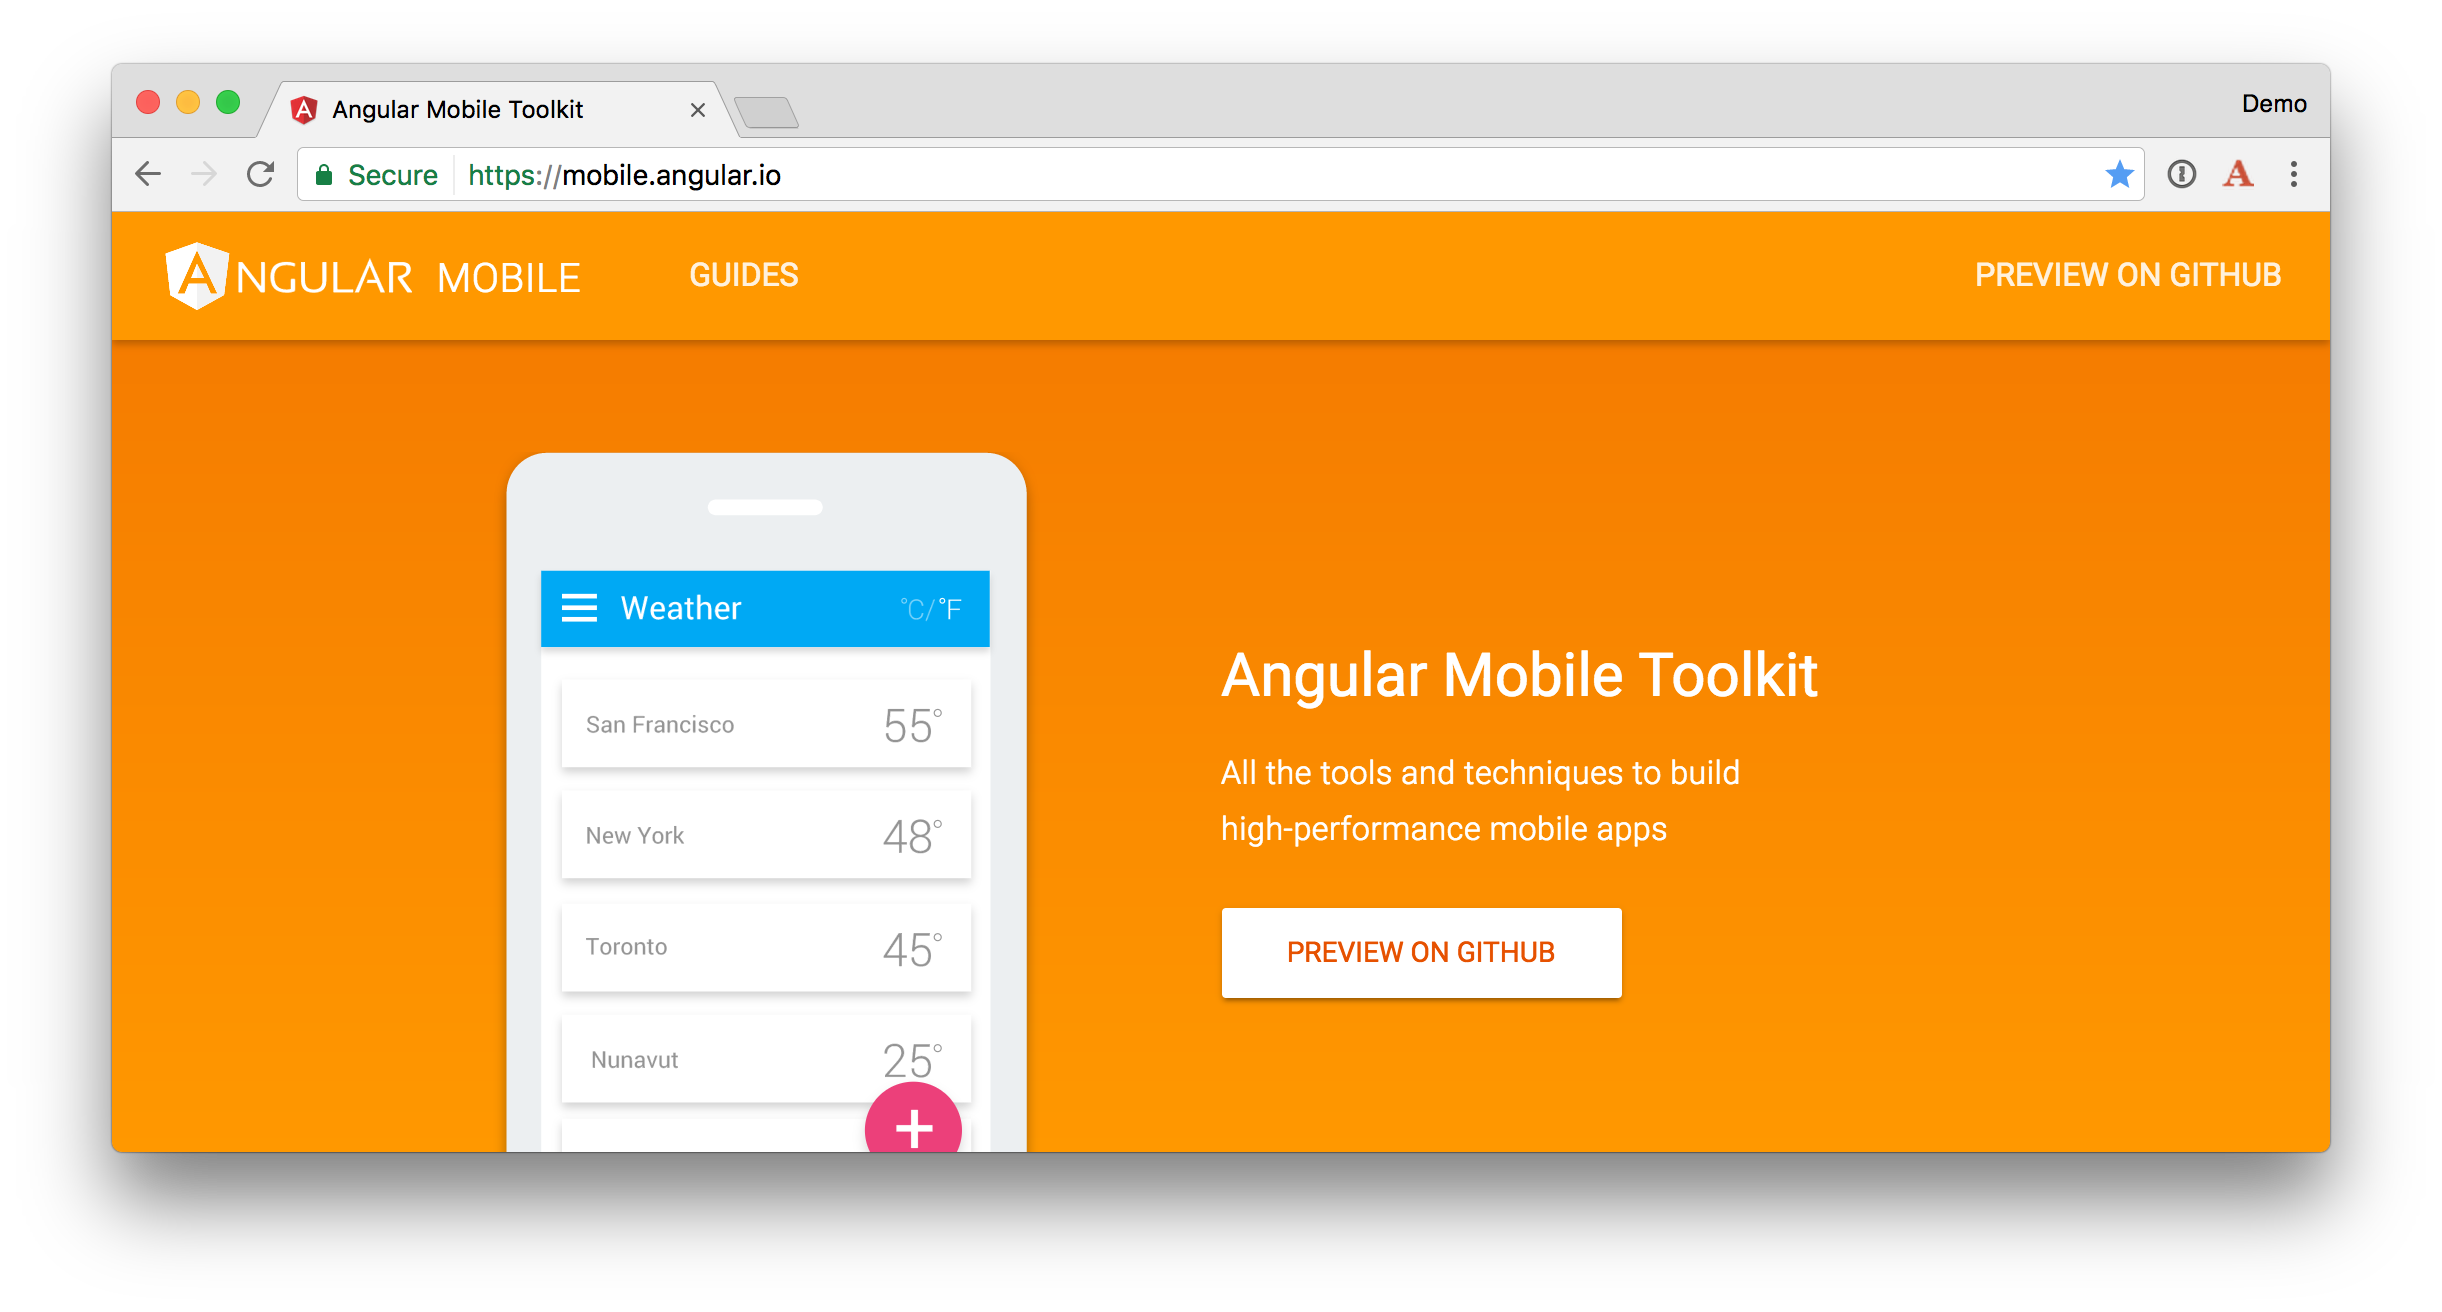 Angular Mobile Toolkit
Demo
Secure https://mobile.angular.io
ANGULAR MOBILE
GUIDES
PREVIEW ON GITHUB
Weather
°C/°F
San Francisco 55°
New York 48°
Toronto 45°
Nunavut 25°
+
Angular Mobile Toolkit
All the tools and techniques to build
high-performance mobile apps
PREVIEW ON GITHUB